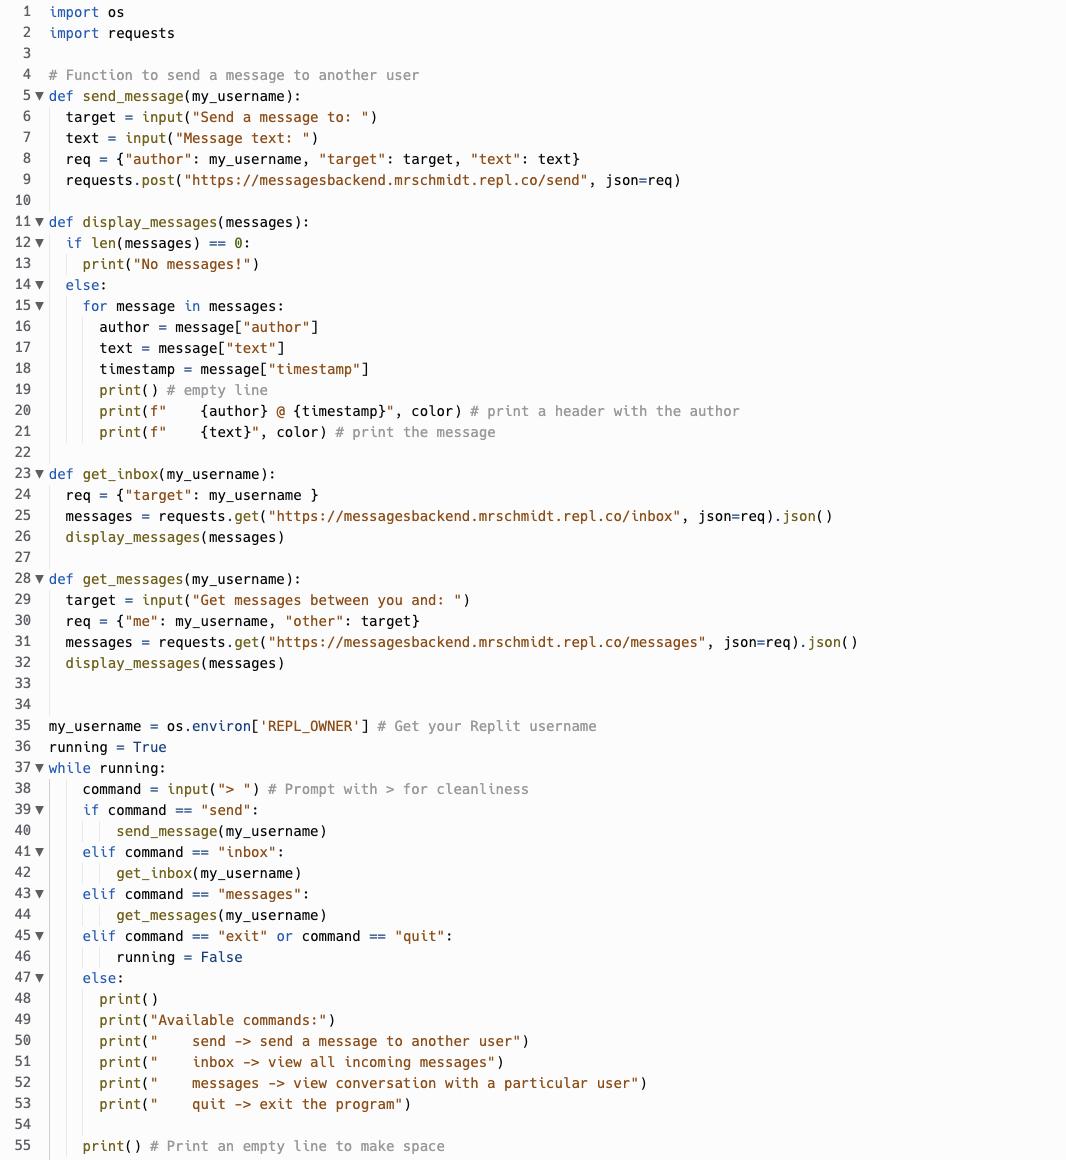 1 import os
2 import requests
3
4 # Function to send a message to another user
5 ▼ def send_message(my_username):
6   target = input("Send a message to: ")
7   text = input("Message text: ")
8   req = {"author": my_username, "target": target, "text": text}
9   requests.post("https://messagesbackend.mrschmidt.repl.co/send", json=req)
10
11 ▼ def display_messages(messages):
12 ▼   if len(messages) == 0:
13     print("No messages!")
14 ▼   else:
15 ▼     for message in messages:
16       author = message["author"]
17       text = message["text"]
18       timestamp = message["timestamp"]
19       print() # empty line
20       print(f"    {author} @ {timestamp}", color) # print a header with the author
21       print(f"    {text}", color) # print the message
22
23 ▼ def get_inbox(my_username):
24   req = {"target": my_username }
25   messages = requests.get("https://messagesbackend.mrschmidt.repl.co/inbox", json=req).json()
26   display_messages(messages)
27
28 ▼ def get_messages(my_username):
29   target = input("Get messages between you and: ")
30   req = {"me": my_username, "other": target}
31   messages = requests.get("https://messagesbackend.mrschmidt.repl.co/messages", json=req).json()
32   display_messages(messages)
33
34
35 my_username = os.environ['REPL_OWNER'] # Get your Replit username
36 running = True
37 ▼ while running:
38     command = input("> ") # Prompt with > for cleanliness
39 ▼     if command == "send":
40         send_message(my_username)
41 ▼     elif command == "inbox":
42         get_inbox(my_username)
43 ▼     elif command == "messages":
44         get_messages(my_username)
45 ▼     elif command == "exit" or command == "quit":
46         running = False
47 ▼     else:
48       print()
49       print("Available commands:")
50       print("    send -> send a message to another user")
51       print("    inbox -> view all incoming messages")
52       print("    messages -> view conversation with a particular user")
53       print("    quit -> exit the program")
54
55     print() # Print an empty line to make space